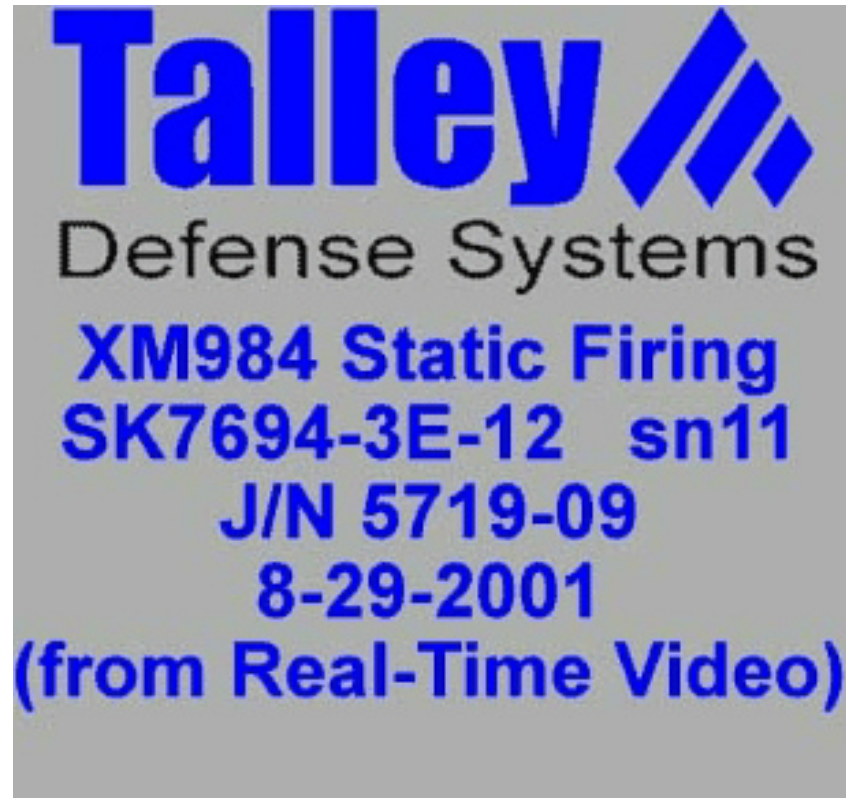 Talley
Defense Systems
XM984 Static Firing
SK7694-3E-12 sn11
J/N 5719-09
8-29-2001
(from Real-Time Video)